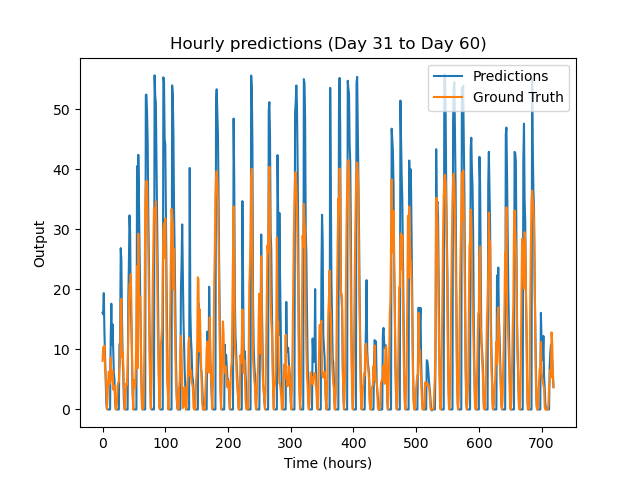 Hourly predictions (Day 31 to Day 60)
Predictions
Ground Truth
Output
50
40
30
20
10
0
0 100 200 300 400 500 600 700
Time (hours)